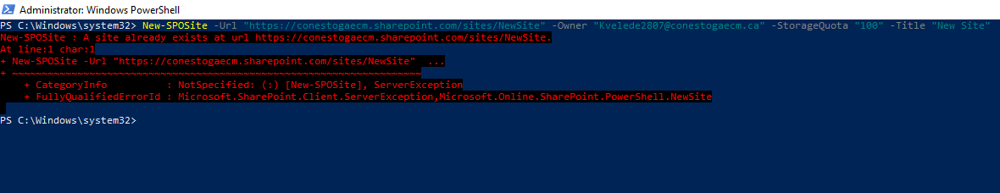 Administrator: Windows PowerShell
PS C:\Windows\system32> New-SPOSite -Url "https://conestogaecm.sharepoint.com/sites/NewSite" -Owner "Kvelede2807@conestogaecm.ca" -StorageQuota "100" -Title "New Site"
New-SPOSite : A site already exists at url https://conestogaecm.sharepoint.com/sites/NewSite.
At line:1 char:1
+ New-SPOSite -Url "https://conestogaecm.sharepoint.com/sites/NewSite"  ...
+ ~~~~~~~~~~~~~~~~~~~~~~~~~~~~~~~~~~~~~~~~~~~~~~~~~~~~~~~~~~~~~~~~~~~~~
    + CategoryInfo          : NotSpecified: (:) [New-SPOSite], ServerException
    + FullyQualifiedErrorId : Microsoft.SharePoint.Client.ServerException,Microsoft.Online.SharePoint.PowerShell.NewSite
PS C:\Windows\system32>